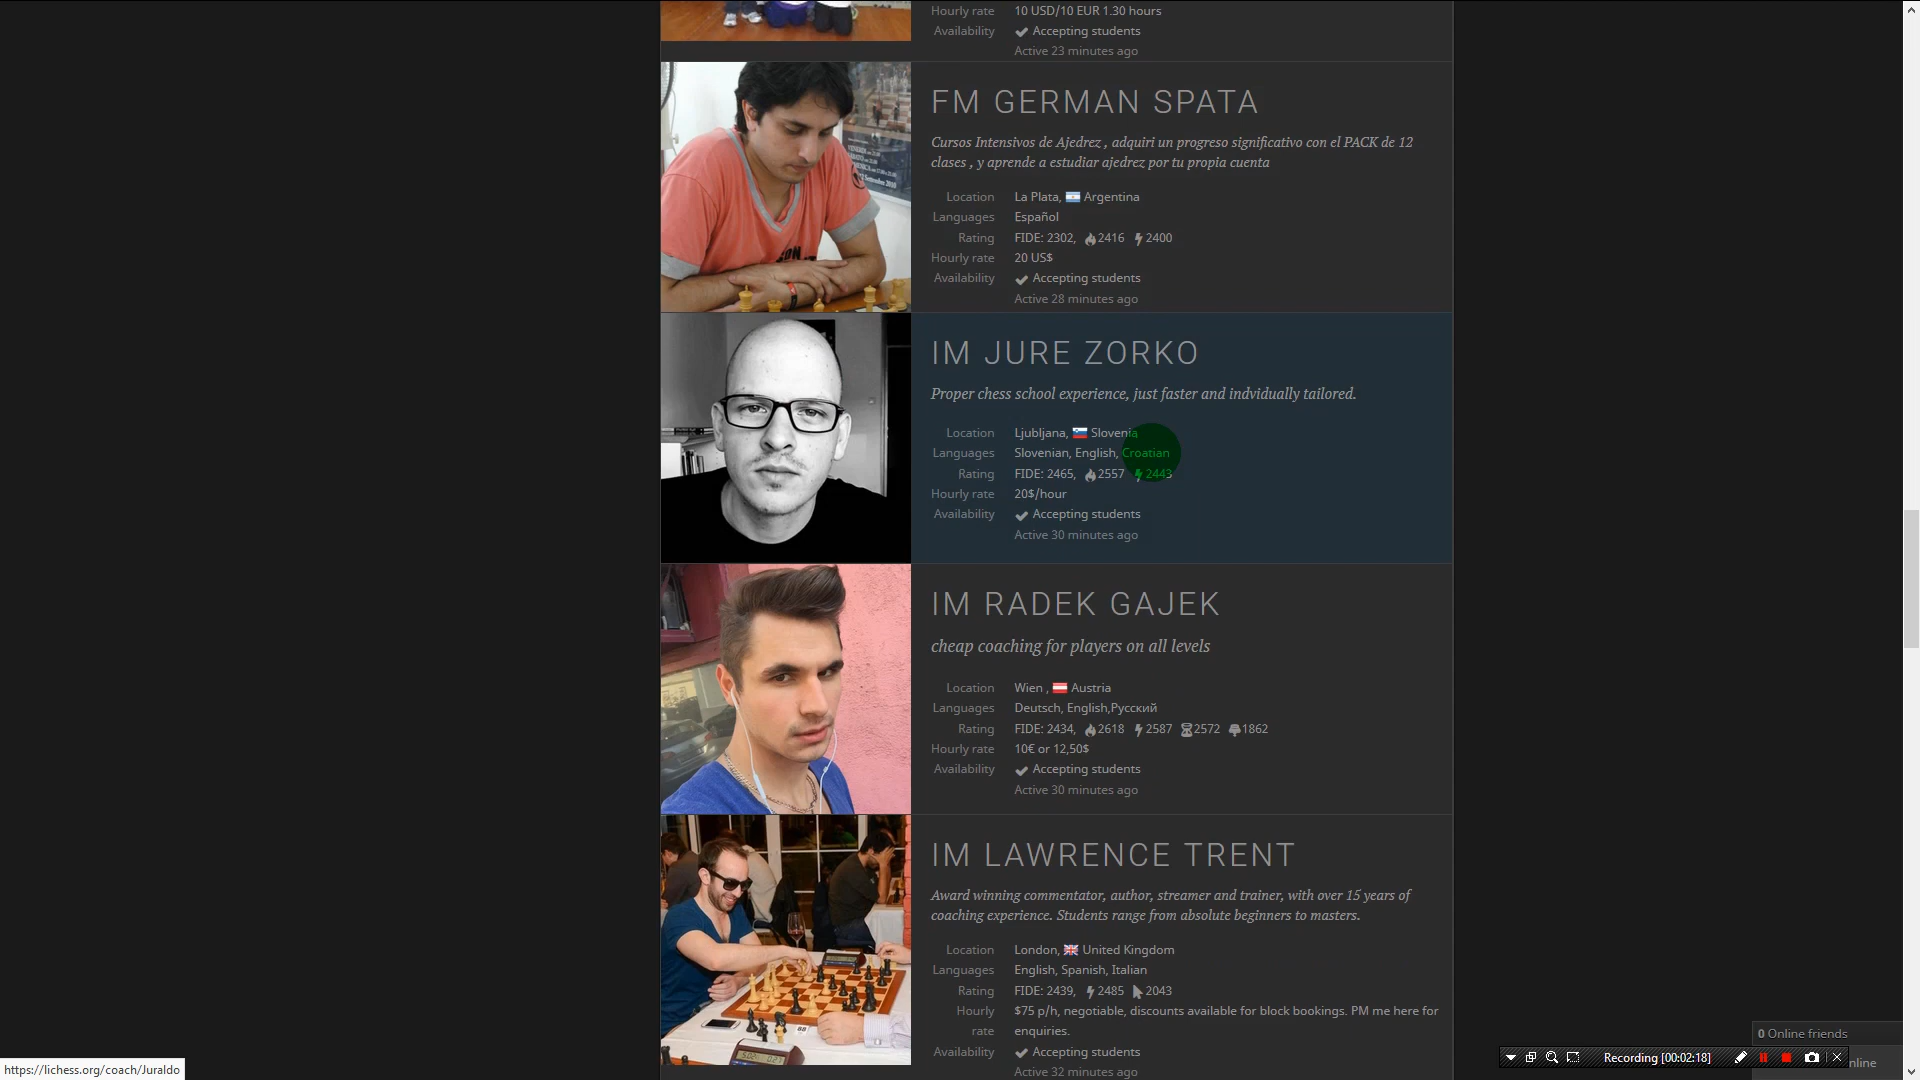 Hourly rate 10 USD/10 EUR 1.30 hours
Availability Accepting students
Active 23 minutes ago
FM GERMAN SPATA
Cursos Intensivos de Ajedrez , adquiri un progreso significativo con el PACK de 12
clases , y aprende a estudiar ajedrez por tu propia cuenta
Location La Plata, Argentina
Languages Español
Rating FIDE: 2302, 2416 2400
Hourly rate 20 US$
Availability Accepting students
Active 28 minutes ago
IM JURE ZORKO
Proper chess school experience, just faster and indvidually tailored.
Location Ljubljana, Slovenia
Languages Slovenian, English, Croatian
Rating FIDE: 2465, 2557 2443
Hourly rate 20$/hour
Availability Accepting students
Active 30 minutes ago
IM RADEK GAJEK
cheap coaching for players on all levels
Location Wien , Austria
Languages Deutsch, English,Русский
Rating FIDE: 2434, 2618 2587 2572 1862
Hourly rate 10€ or 12,50$
Availability Accepting students
Active 30 minutes ago
IM LAWRENCE TRENT
Award winning commentator, author, streamer and trainer, with over 15 years of
coaching experience. Students range from absolute beginners to masters.
Location London, United Kingdom
Languages English, Spanish, Italian
Rating FIDE: 2439, 2485 2043
Hourly $75 p/h, negotiable, discounts available for block bookings. PM me here for
rate enquiries.
Availability Accepting students
Active 32 minutes ago
0 Online friends
Recording [00:02:18]
nline
https://lichess.org/coach/Juraldo